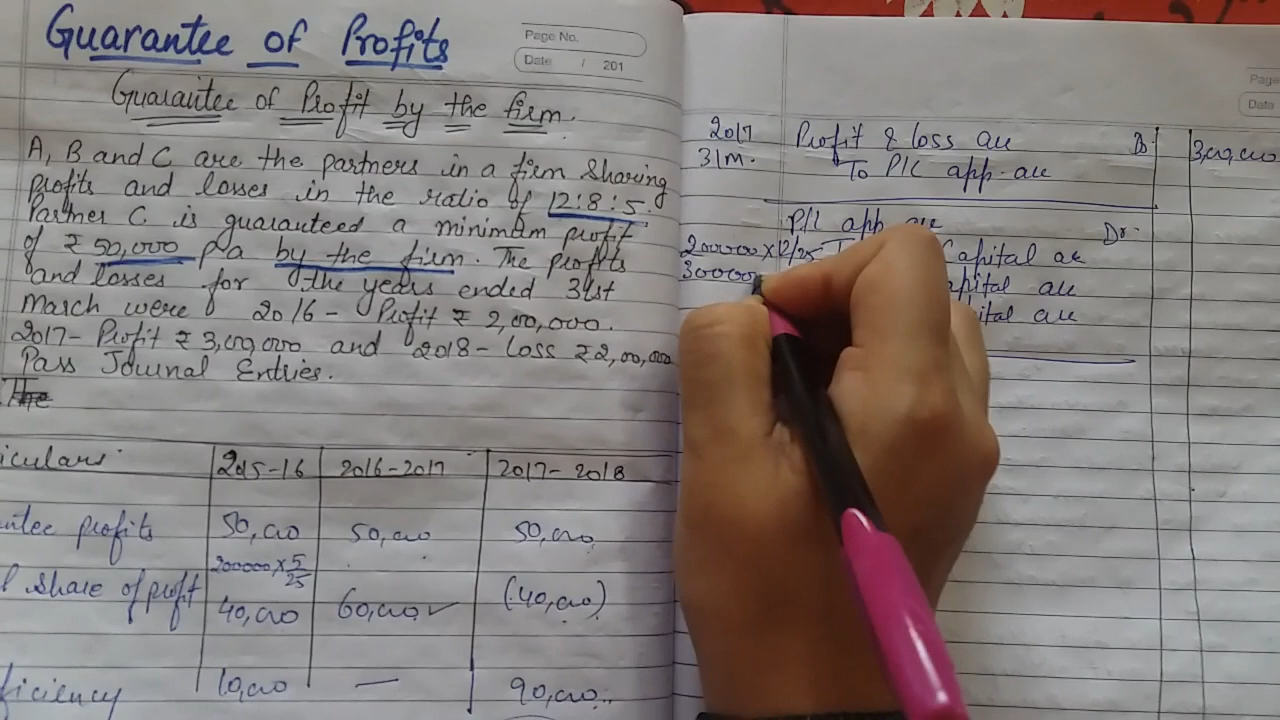 Guarantee of Profits
Page No.
Date / 201
Guarantee of Profit by the firm.
A, B and C are the partners in a firm sharing
profits and losses in the ratio of 12:8:5.
Partner C is guaranteed a minimum profit
of ₹ 50,000 p.a by the firm. The profits
and losses for the years ended 31st
March were 2016 - Profit ₹ 2,00,000.
2017- Profit ₹ 3,00,000 and 2018 - loss ₹2,00,000
Pass Journal Entries.
The
iculars 2015-16 2016-2017 2017-2018
ntee profits 50,000 50,000 50,000
200000 × 5/25
l share of profit 40,000 60,000 ✓ (40,000)
ficiency 10,000 — 90,000
Page
Date
2017 Profit & loss a/c Dr. 3,00,000
31M. To P/L app. a/c
P/L app a/c Dr.
200000 × 12/25 Capital a/c
300000 pital a/c
ital a/c